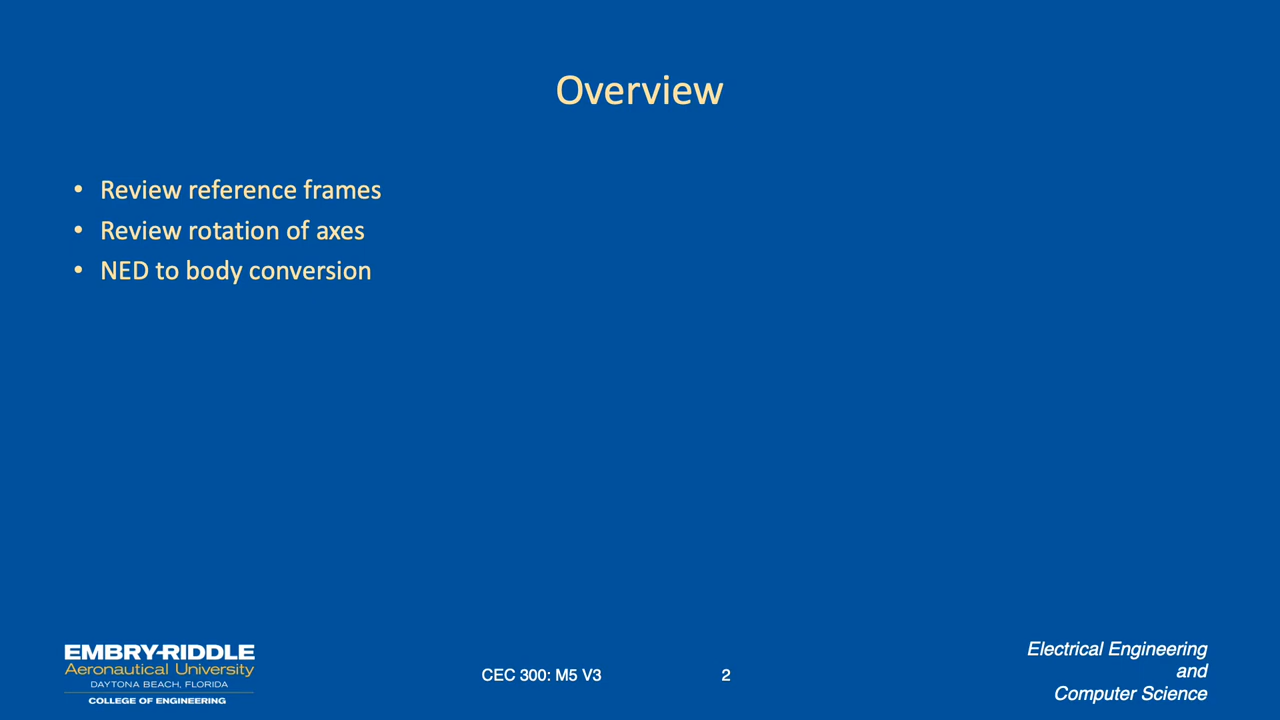 Overview
• Review reference frames
• Review rotation of axes
• NED to body conversion
EMBRY-RIDDLE
Aeronautical University
DAYTONA BEACH, FLORIDA
COLLEGE OF ENGINEERING
CEC 300: M5 V3
2
Electrical Engineering
and
Computer Science